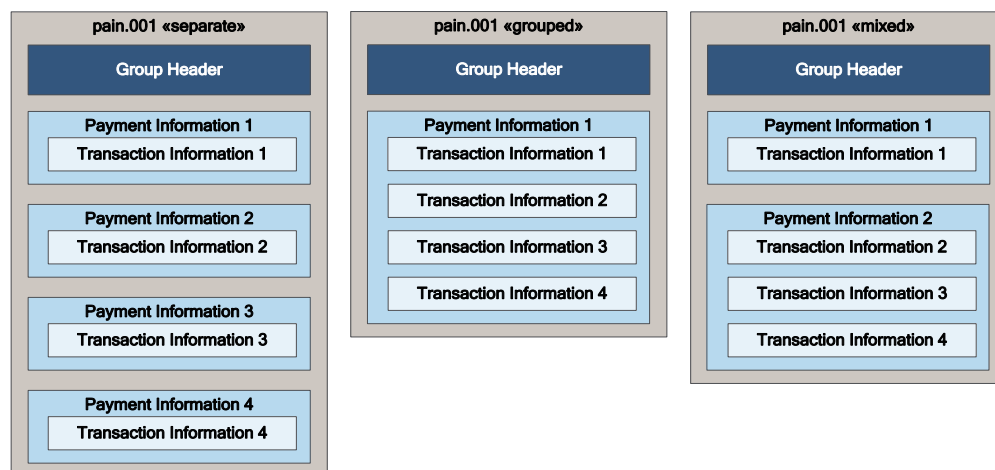 pain.001 «separate»
Group Header
Payment Information 1
Transaction Information 1
Payment Information 2
Transaction Information 2
Payment Information 3
Transaction Information 3
Payment Information 4
Transaction Information 4
pain.001 «grouped»
Group Header
Payment Information 1
Transaction Information 1
Transaction Information 2
Transaction Information 3
Transaction Information 4
pain.001 «mixed»
Group Header
Payment Information 1
Transaction Information 1
Payment Information 2
Transaction Information 2
Transaction Information 3
Transaction Information 4